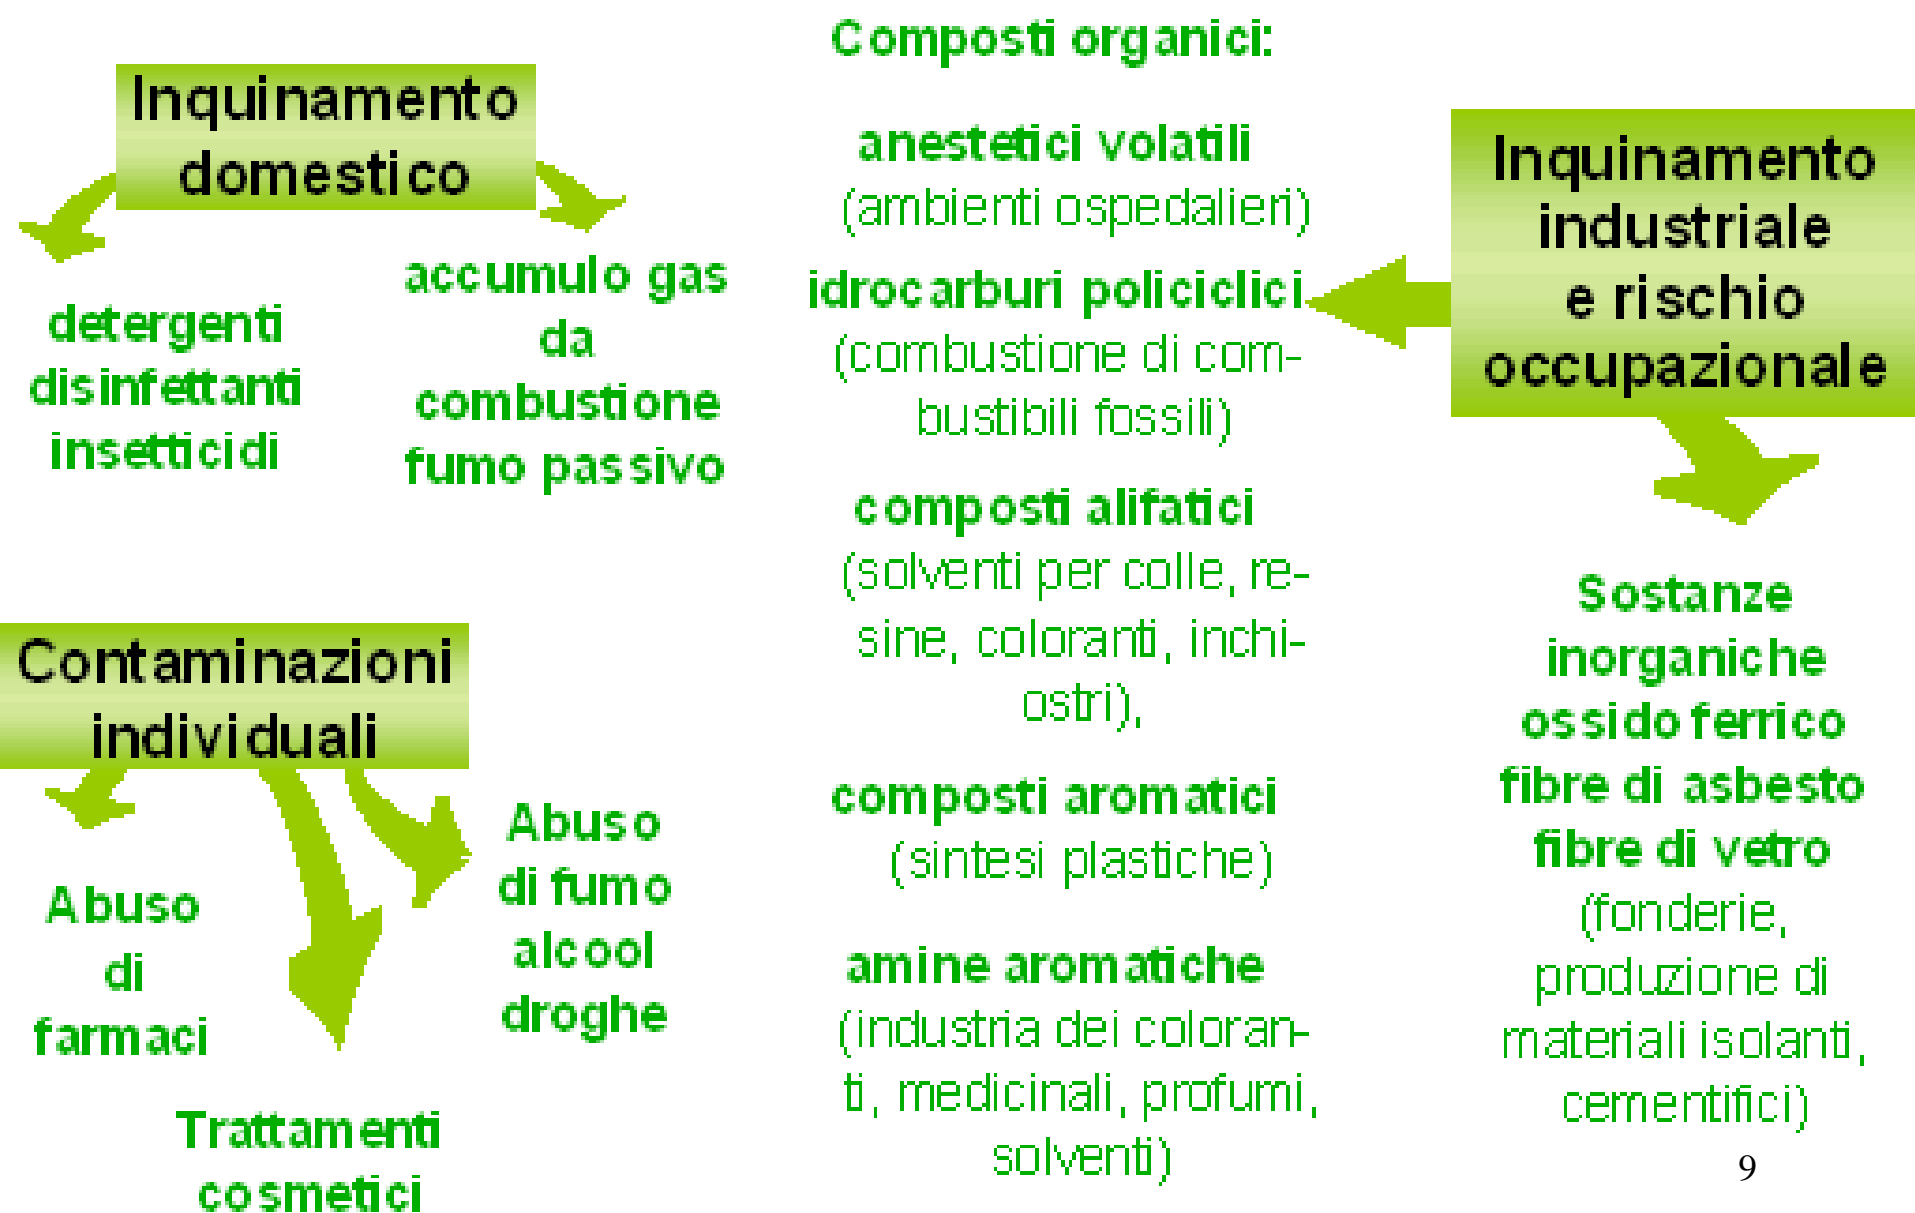 Inquinamento
domestico
detergenti
disinfettanti
insetticidi
accumulo gas
da
combustione
fumo passivo
Contaminazioni
individuali
Abuso
di
farmaci
Trattamenti
cosmetici
Abuso
di fumo
alcool
droghe
Composti organici:
anestetici volatili
(ambienti ospedalieri)
idrocarburi policiclici
(combustione di com-
bustibili fossili)
composti alifatici
(solventi per colle, re-
sine, coloranti, inchi-
ostri),
composti aromatici
(sintesi plastiche)
amine aromatiche
(industria dei coloran-
ti, medicinali, profumi,
solventi)
Inquinamento
industriale
e rischio
occupazionale
Sostanze
inorganiche
ossido ferrico
fibre di asbesto
fibre di vetro
(fonderie,
produzione di
materiali isolanti,
cementifici)
9